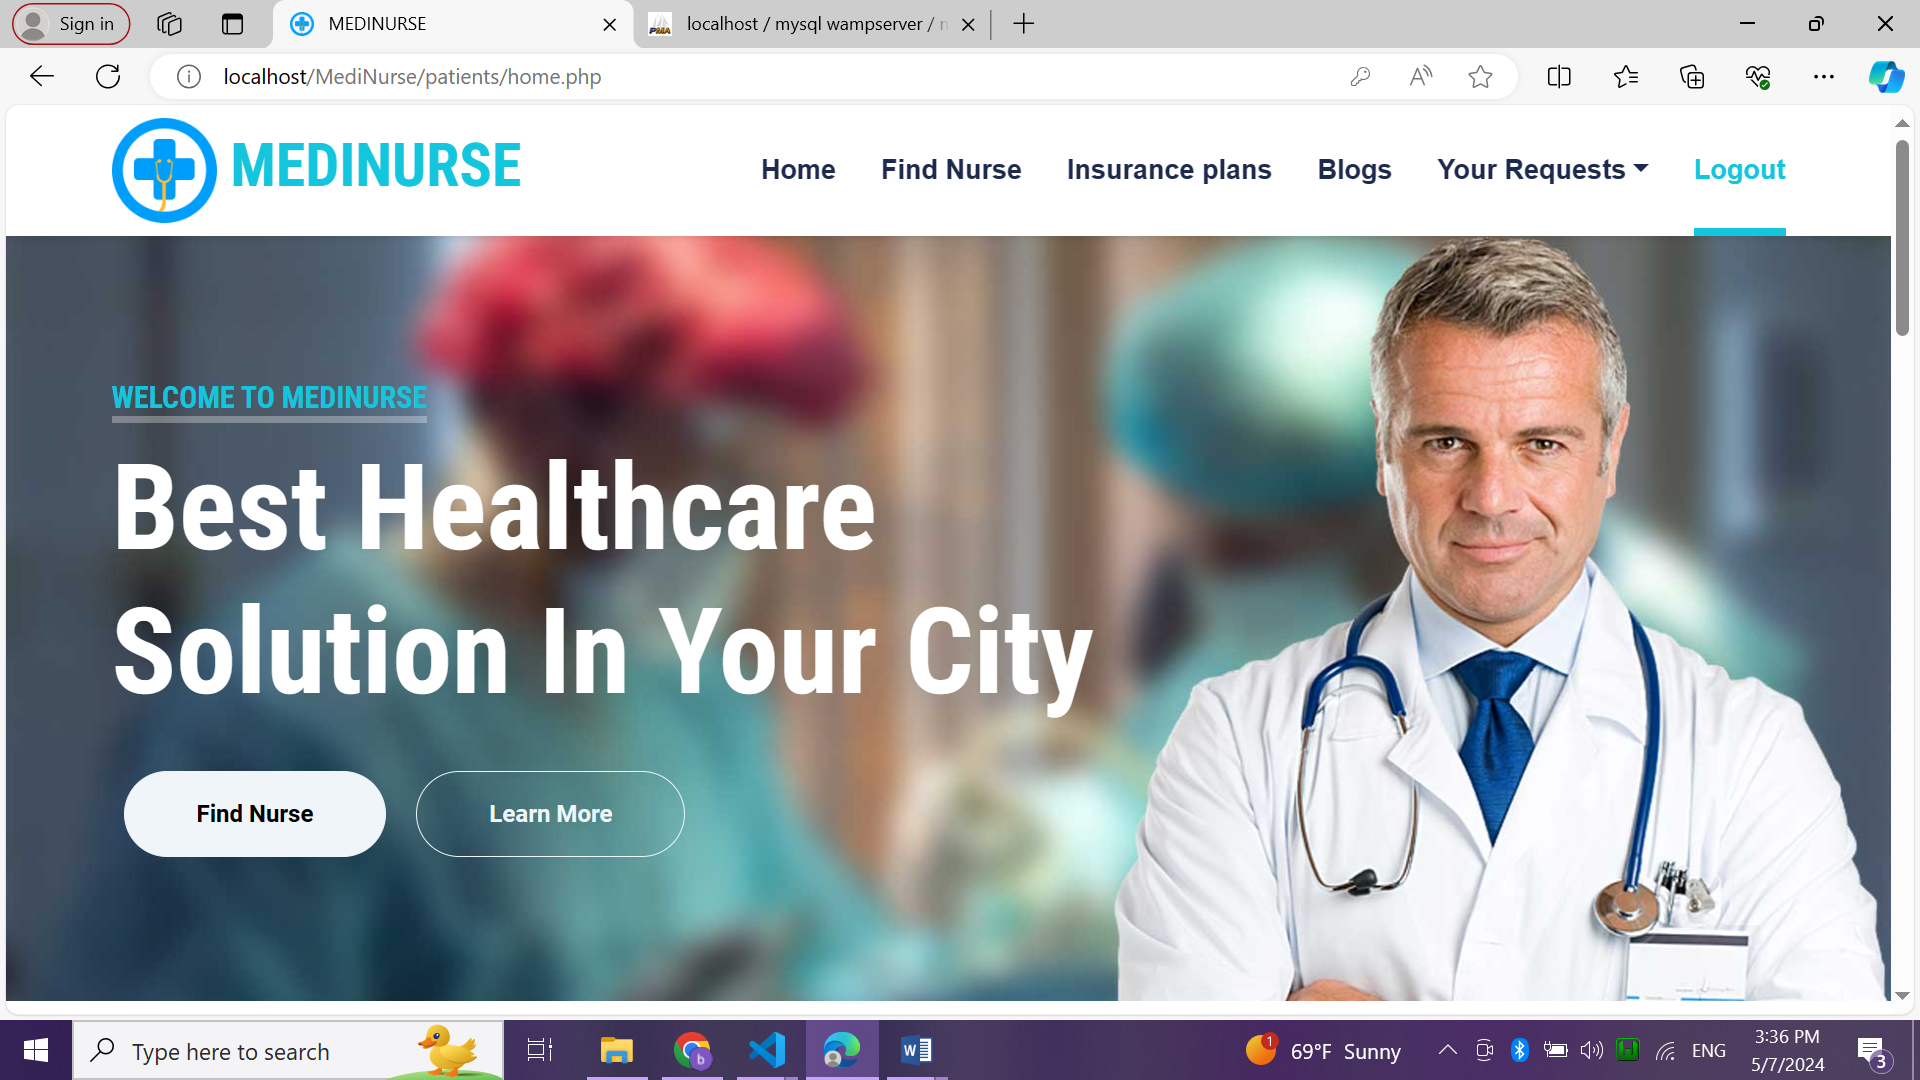 Sign in
MEDINURSE
localhost / mysql wampserver /
localhost/MediNurse/patients/home.php
MEDINURSE
Home
Find Nurse
Insurance plans
Blogs
Your Requests
Logout
WELCOME TO MEDINURSE
Best Healthcare
Solution In Your City
Find Nurse
Learn More
Type here to search
1
69°F Sunny
ENG
3:36 PM
5/7/2024
3